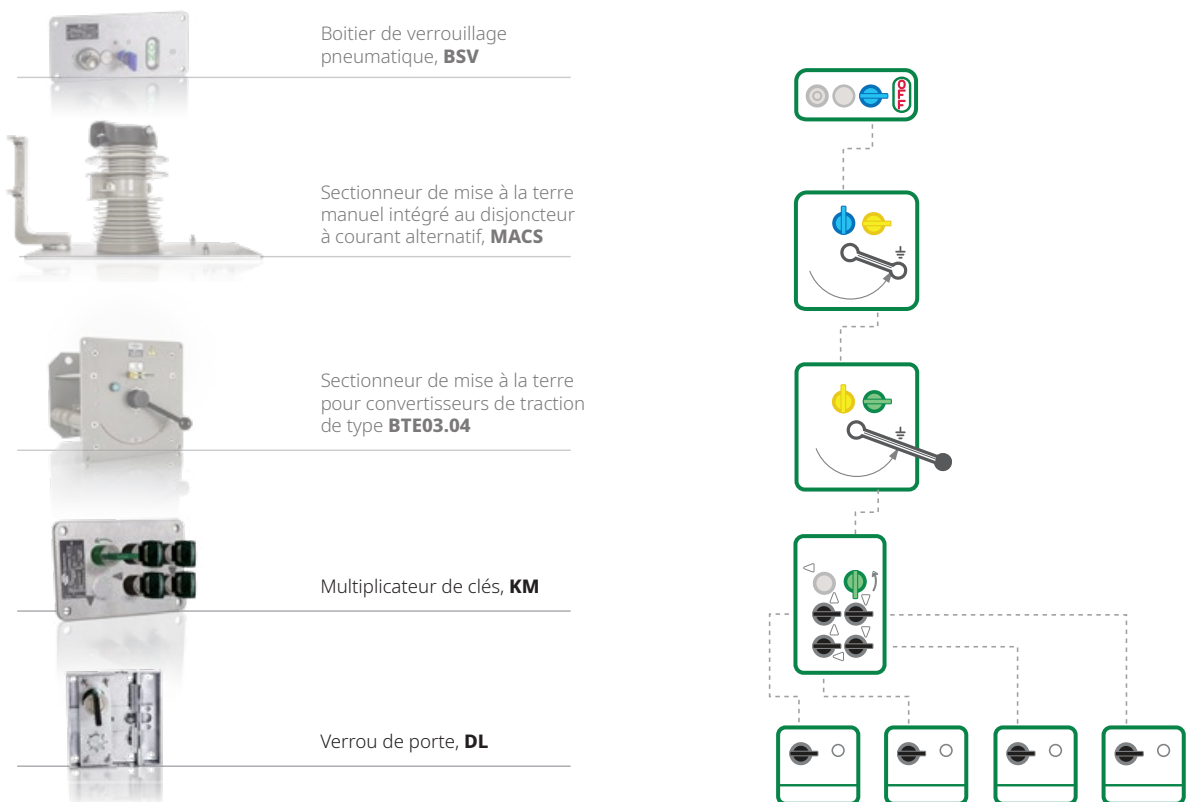 Boitier de verrouillage
pneumatique, BSV
OFF
Sectionneur de mise à la terre
manuel intégré au disjoncteur
à courant alternatif, MACS
Sectionneur de mise à la terre
pour convertisseurs de traction
de type BTE03.04
Multiplicateur de clés, KM
Verrou de porte, DL